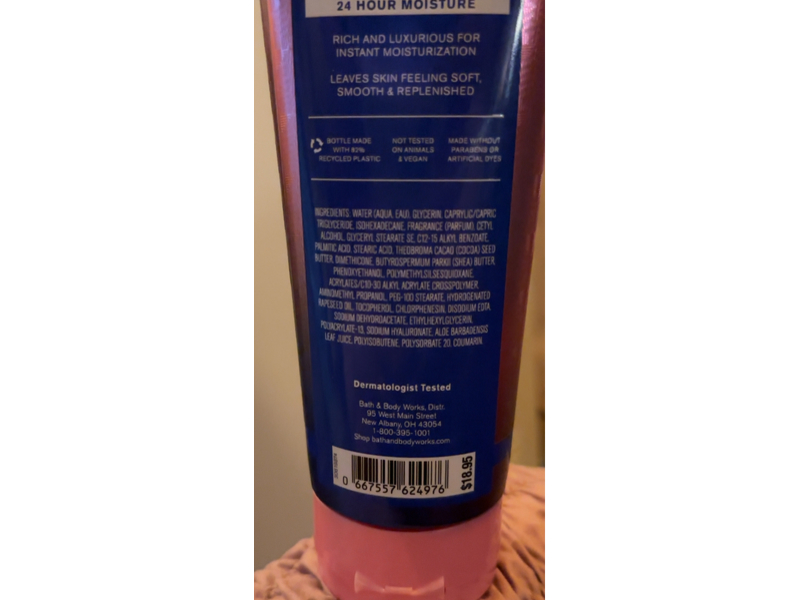 24 HOUR MOISTURE
RICH AND LUXURIOUS FOR
INSTANT MOISTURIZATION
LEAVES SKIN FEELING SOFT,
SMOOTH & REPLENISHED
BOTTLE MADE
WITH 82%
RECYCLED PLASTIC
NOT TESTED
ON ANIMALS
& VEGAN
MADE WITHOUT
PARABENS OR
ARTIFICIAL DYES
INGREDIENTS: WATER (AQUA, EAU), GLYCERIN, CAPRYLIC/CAPRIC
TRIGLYCERIDE, ISOHEXADECANE, FRAGRANCE (PARFUM), CETYL
ALCOHOL, GLYCERYL STEARATE SE, C12-15 ALKYL BENZOATE,
PALMITIC ACID, STEARIC ACID, THEOBROMA CACAO (COCOA) SEED
BUTTER, DIMETHICONE, BUTYROSPERMUM PARKII (SHEA) BUTTER,
PHENOXYETHANOL, POLYMETHYLSILSESQUIOXANE,
ACRYLATES/C10-30 ALKYL ACRYLATE CROSSPOLYMER,
AMINOMETHYL PROPANOL, PEG-100 STEARATE, HYDROGENATED
RAPESEED OIL, TOCOPHEROL, CHLORPHENESIN, DISODIUM EDTA,
SODIUM DEHYDROACETATE, ETHYLHEXYLGLYCERIN,
POLYACRYLATE-13, SODIUM HYALURONATE, ALOE BARBADENSIS
LEAF JUICE, POLYISOBUTENE, POLYSORBATE 20, COUMARIN.
Dermatologist Tested
Bath & Body Works, Distr.
95 West Main Street
New Albany, OH 43054
1-800-395-1001
Shop bathandbodyworks.com
0 667557 624976
$18.95